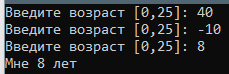 Введите возраст [0,25]: 40
Введите возраст [0,25]: -10
Введите возраст [0,25]: 8
Мне 8 лет